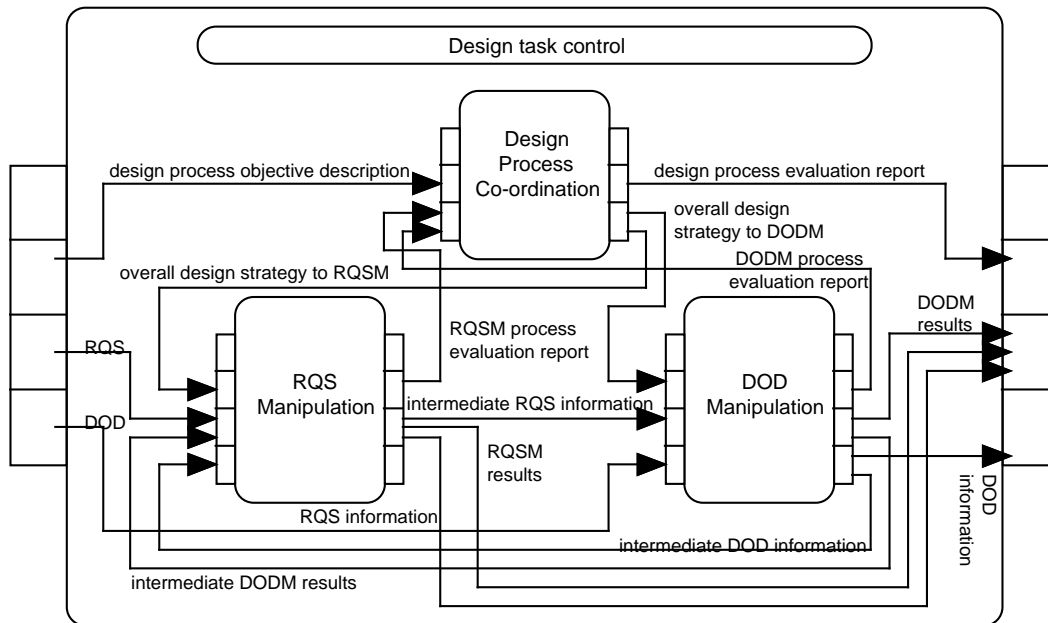 Design task control
Design
Process
Co-ordination
design process objective description
design process evaluation report
overall design
strategy to DODM
DODM process
evaluation report
overall design strategy to RQSM
DODM
results
RQSM process
evaluation report
RQS
RQS
Manipulation
DOD
Manipulation
intermediate RQS information
DOD
RQSM
results
RQS information
DOD
information
intermediate DOD information
intermediate DODM results